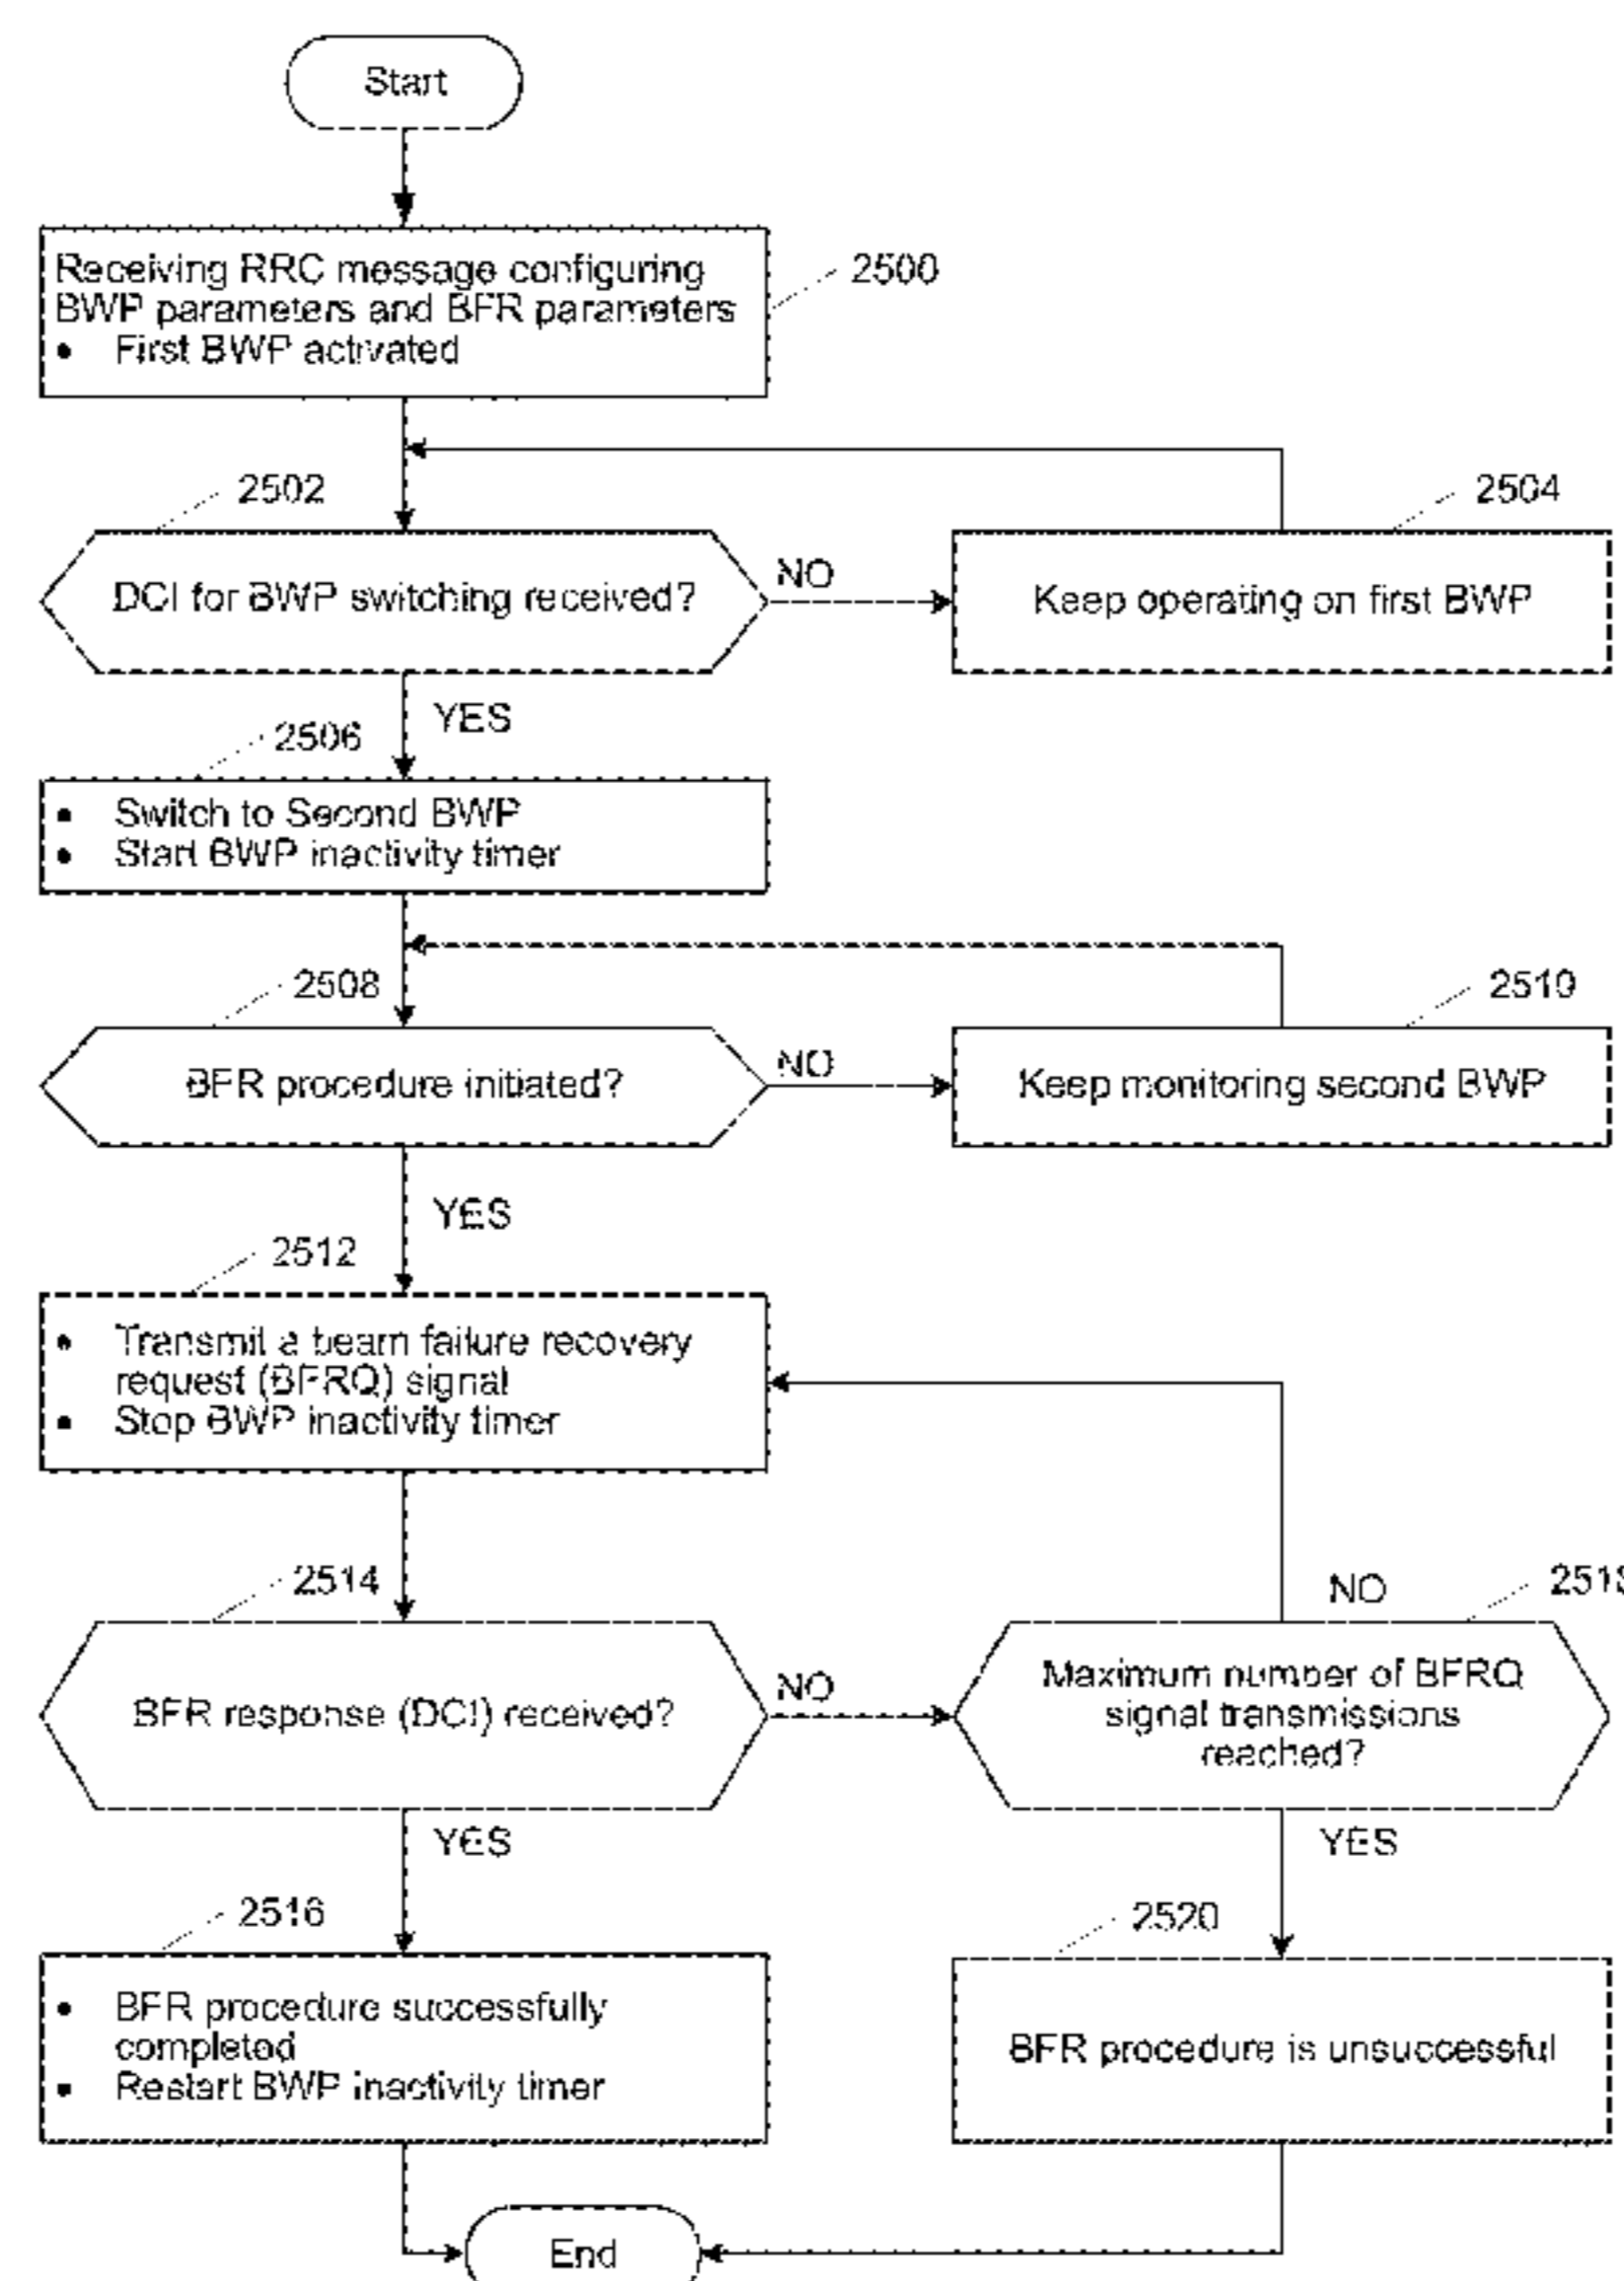 Start
Receiving RRC message configuring
BWP parameters and BFR parameters
• First BWP activated
2500
2502
DCI for BWP switching received?
NO
2504
Keep operating on first BWP
YES
2506
• Switch to Second BWP
• Start BWP inactivity timer
2508
BFR procedure initiated?
NO
2510
Keep monitoring second BWP
YES
2512
• Transmit a beam failure recovery
request (BFRQ) signal
• Stop BWP inactivity timer
2514
BFR response (DCI) received?
NO
NO
Maximum number of BFRQ
signal transmissions
reached?
YES
YES
2516
• BFR procedure successfully
completed
• Restart BWP inactivity timer
2520
BFR procedure is unsuccessful
End